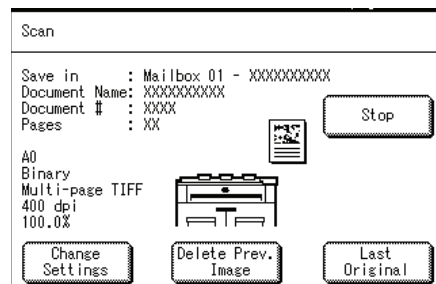 Scan
Save in : Mailbox 01 - XXXXXXXXXX
Document Name: XXXXXXXXXX
Document # : XXXX
Pages : XX
Stop
A0
Binary
Multi-page TIFF
400 dpi
100.0%
Change
Settings
Delete Prev.
Image
Last
Original